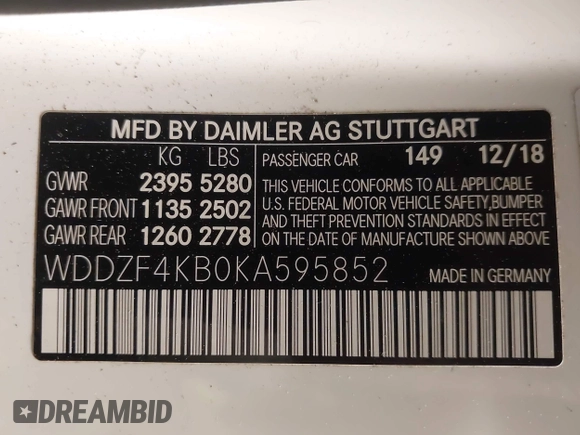 MFD BY DAIMLER AG STUTTGART
KG LBS PASSENGER CAR 149 12/18
GVWR 2395 5280 THIS VEHICLE CONFORMS TO ALL APPLICABLE
GAWR FRONT 1135 2502 U.S. FEDERAL MOTOR VEHICLE SAFETY,BUMPER
AND THEFT PREVENTION STANDARDS IN EFFECT
GAWR REAR 1260 2778 ON THE DATE OF MANUFACTURE SHOWN ABOVE
WDDZF4KB0KA595852 MADE IN GERMANY
DREAMBID